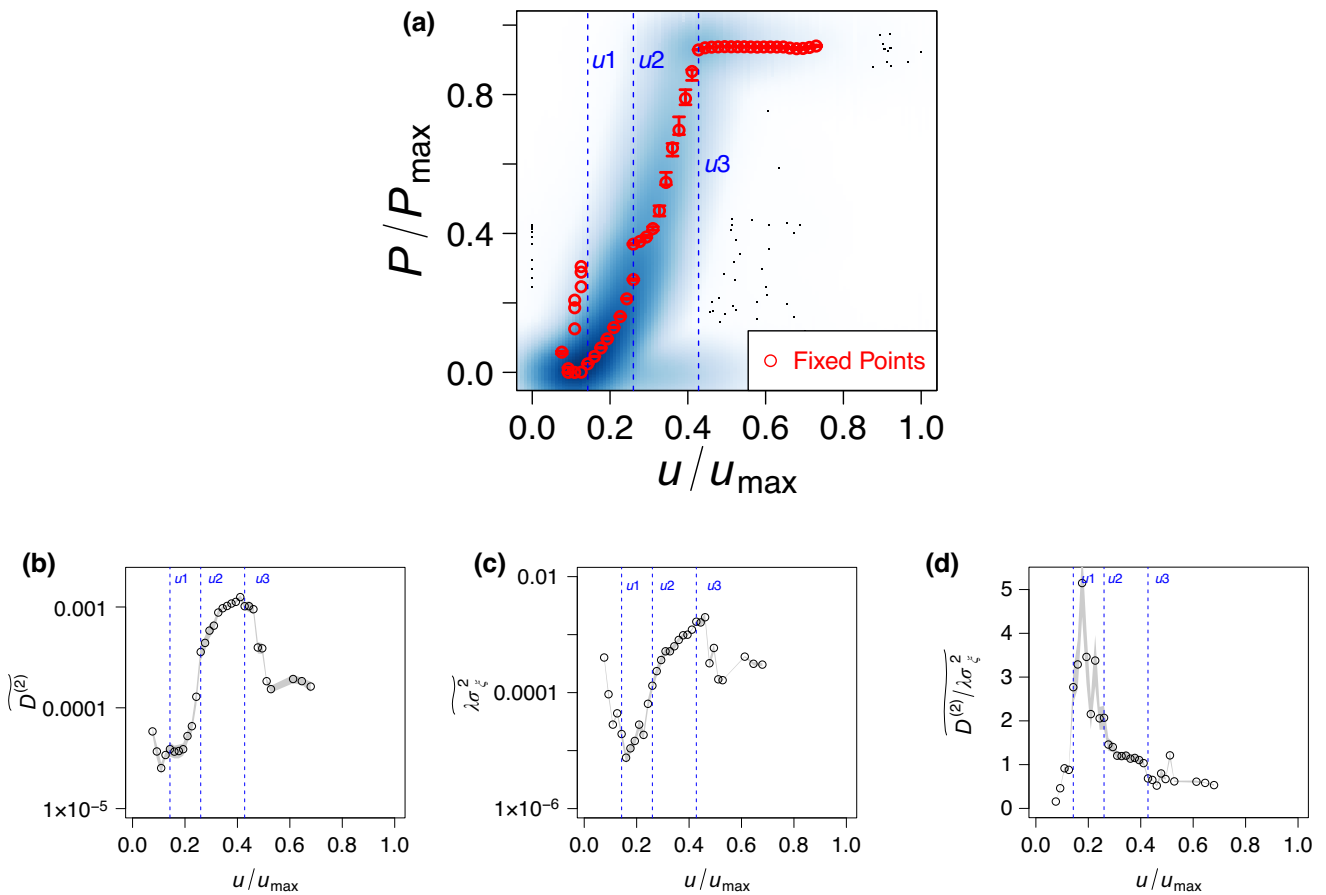 (a)
P / Pmax
0.8
0.4
0.0
u1
u2
u3
Fixed Points
0.0 0.2 0.4 0.6 0.8 1.0
u / umax
(b)
D(2)
0.001
0.0001
1×10-5
u1 u2 u3
0.0 0.2 0.4 0.6 0.8 1.0
u / umax
(c)
λσξ2
0.01
0.0001
1×10-6
u1 u2 u3
0.0 0.2 0.4 0.6 0.8 1.0
u / umax
(d)
D(2) / λσξ2
5
4
3
2
1
0
u1 u2 u3
0.0 0.2 0.4 0.6 0.8 1.0
u / umax